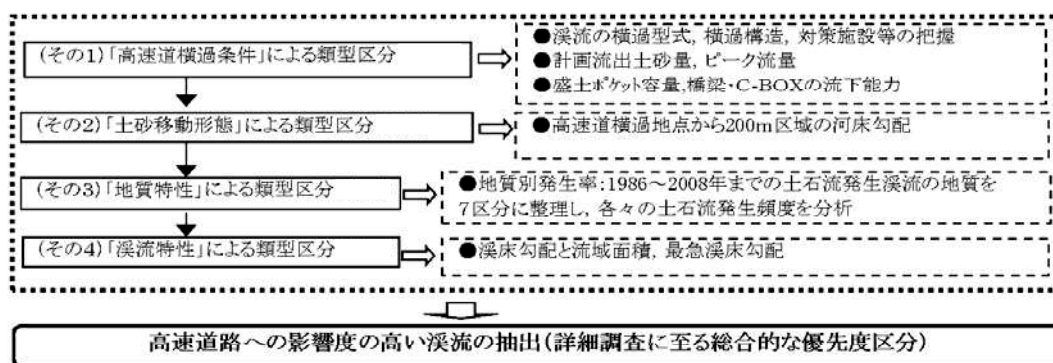 (その1)「高速道横過条件」による類型区分
●渓流の横過型式, 横過構造, 対策施設等の把握
●計画流出土砂量, ピーク流量
●盛土ポケット容量,橋梁・C-BOXの流下能力
(その2)「土砂移動形態」による類型区分
●高速道横過地点から200m区域の河床勾配
(その3)「地質特性」による類型区分
●地質別発生率:1986～2008年までの土石流発生渓流の地質を
7区分に整理し, 各々の土石流発生頻度を分析
(その4)「渓流特性」による類型区分
●渓床勾配と流域面積, 最急渓床勾配
高速道路への影響度の高い渓流の抽出(詳細調査に至る総合的な優先度区分)